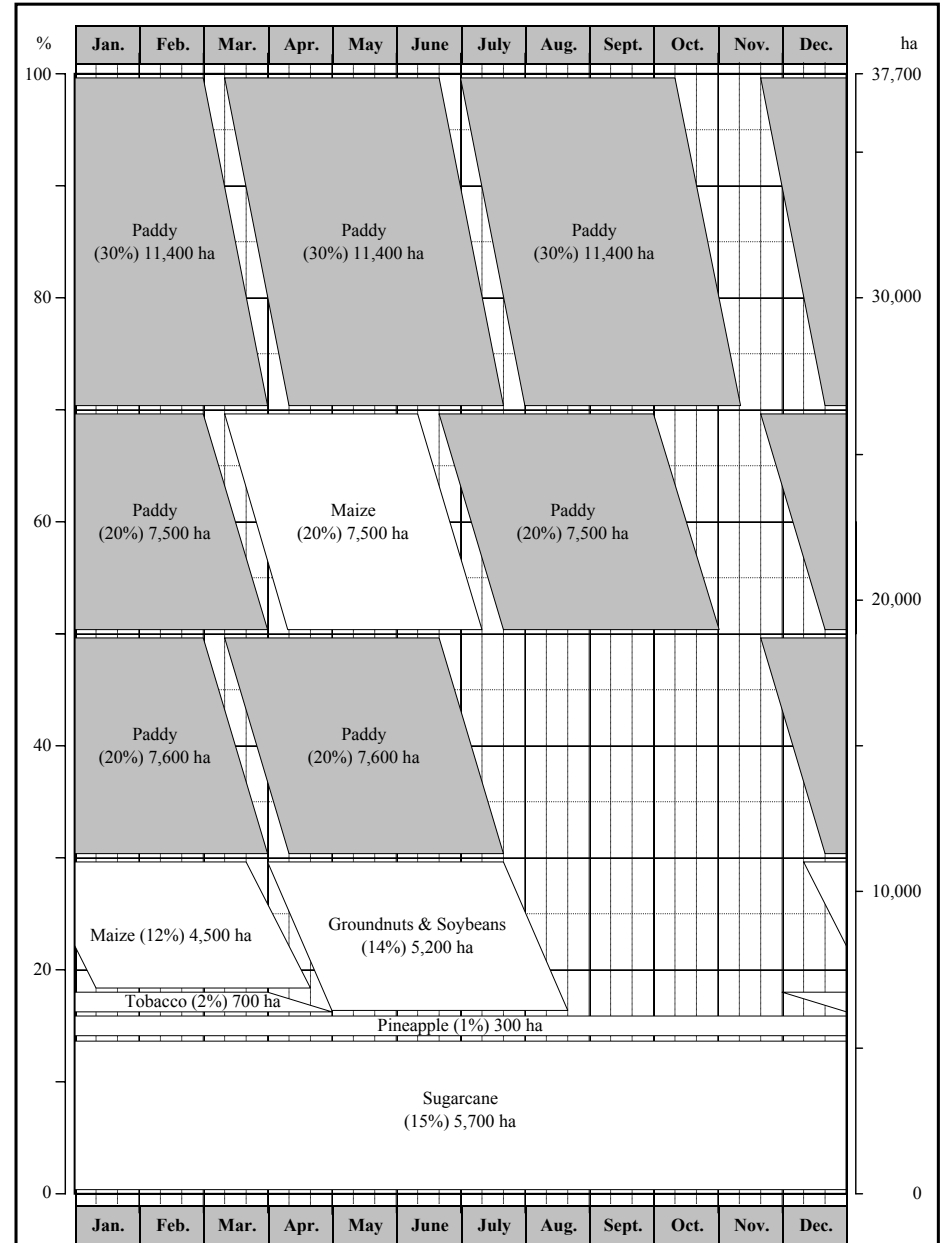 % Jan. Feb. Mar. Apr. May June July Aug. Sept. Oct. Nov. Dec. ha
100 37,700
Paddy Paddy Paddy
(30%) 11,400 ha (30%) 11,400 ha (30%) 11,400 ha
80 30,000
Paddy Maize Paddy
(20%) 7,500 ha (20%) 7,500 ha (20%) 7,500 ha
60
20,000
Paddy Paddy
(20%) 7,600 ha (20%) 7,600 ha
40
10,000
Groundnuts & Soybeans
Maize (12%) 4,500 ha
(14%) 5,200 ha
20
Tobacco (2%) 700 ha
Pineapple (1%) 300 ha
Sugarcane
(15%) 5,700 ha
0 0
Jan. Feb. Mar. Apr. May June July Aug. Sept. Oct. Nov. Dec.